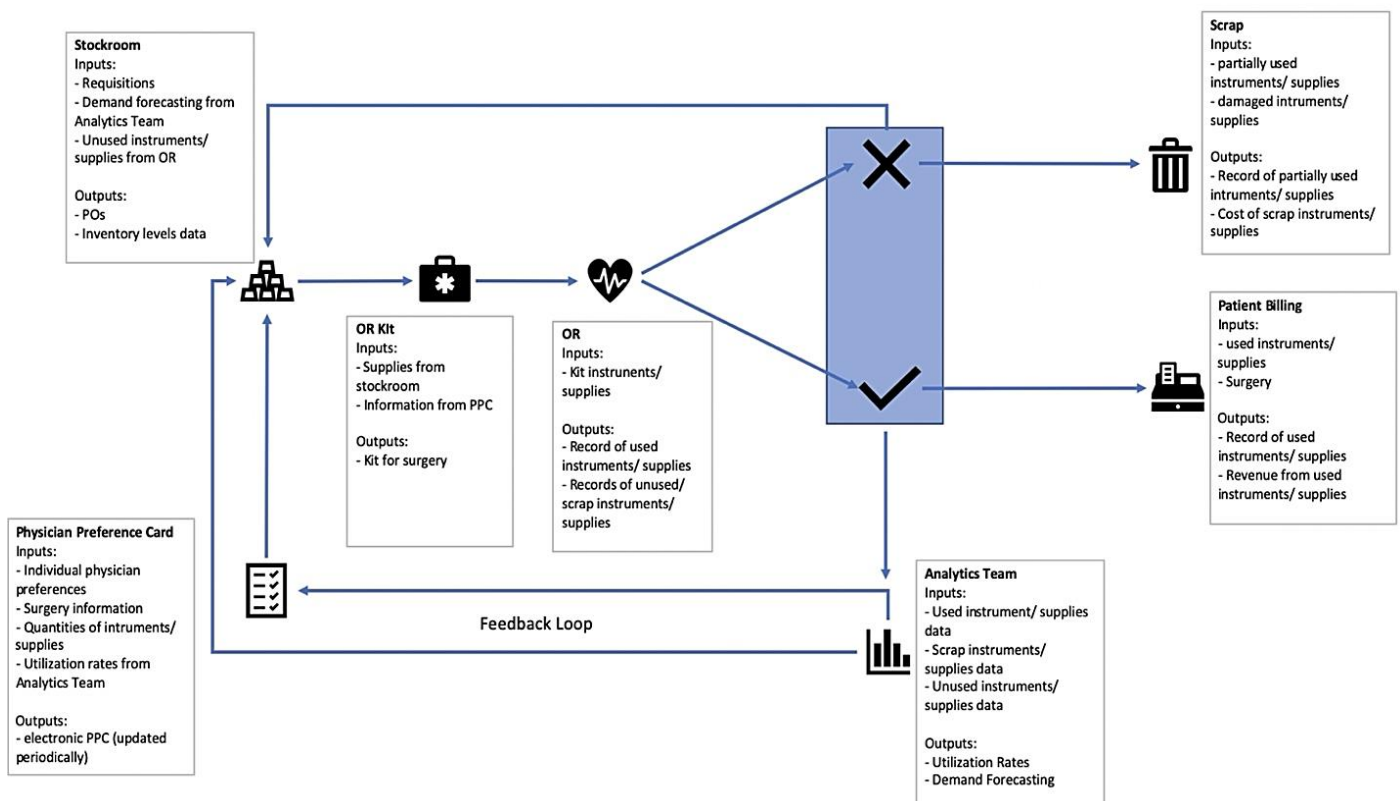 Stockroom
Inputs:
- Requisitions
- Demand forecasting from
Analytics Team
- Unused instruments/
supplies from OR
Outputs:
- POs
- Inventory levels data
Scrap
Inputs:
- partially used
instruments/ supplies
- damaged intruments/
supplies
Outputs:
- Record of partially used
intruments/ supplies
- Cost of scrap instruments/
supplies
OR Kit
Inputs:
- Supplies from
stockroom
- Information from PPC
Outputs:
- Kit for surgery
OR
Inputs:
- Kit instrunents/
supplies
Outputs:
- Record of used
instruments/ supplies
- Records of unused/
scrap instruments/
supplies
Patient Billing
Inputs:
- used instruments/
supplies
- Surgery
Outputs:
- Record of used
instruments/ supplies
- Revenue from used
instruments/ supplies
Physician Preference Card
Inputs:
- Individual physician
preferences
- Surgery information
- Quantities of intruments/
supplies
- Utilization rates from
Analytics Team
Outputs:
- electronic PPC (updated
periodically)
Feedback Loop
Analytics Team
Inputs:
- Used instrument/ supplies
data
- Scrap instruments/
supplies data
- Unused instruments/
supplies data
Outputs:
- Utilization Rates
- Demand Forecasting